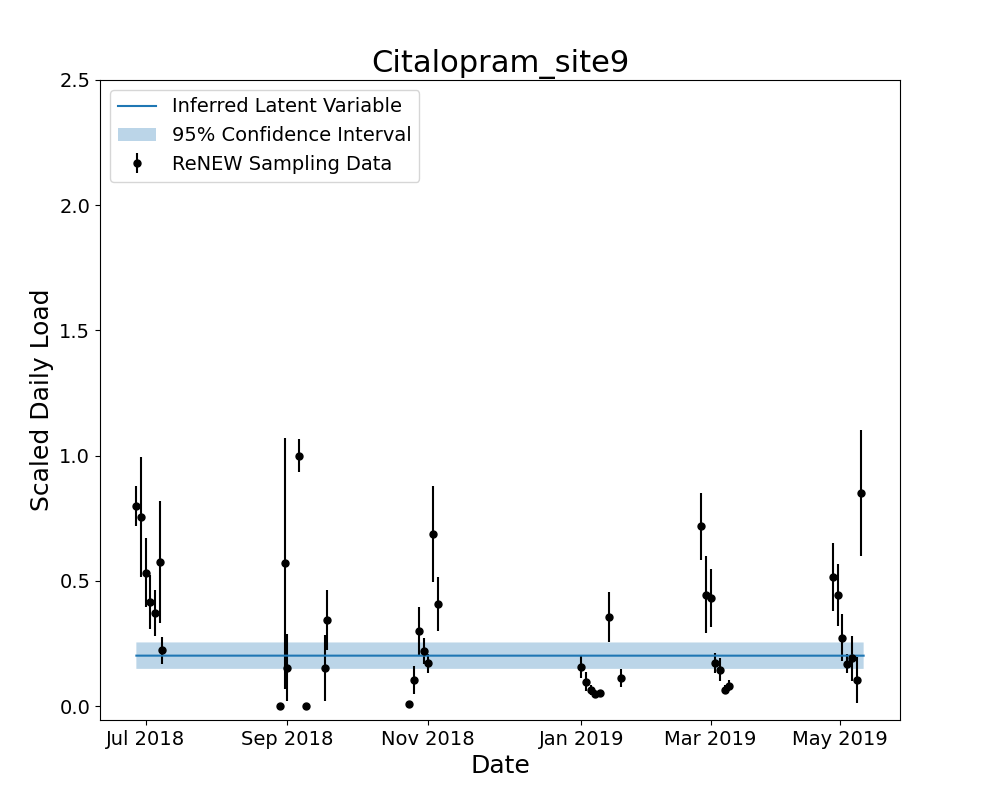 Citalopram_site9
2.5
2.0
1.5
1.0
0.5
0.0
Scaled Daily Load
Inferred Latent Variable
95% Confidence Interval
ReNEW Sampling Data
Jul 2018 Sep 2018 Nov 2018 Jan 2019 Mar 2019 May 2019
Date